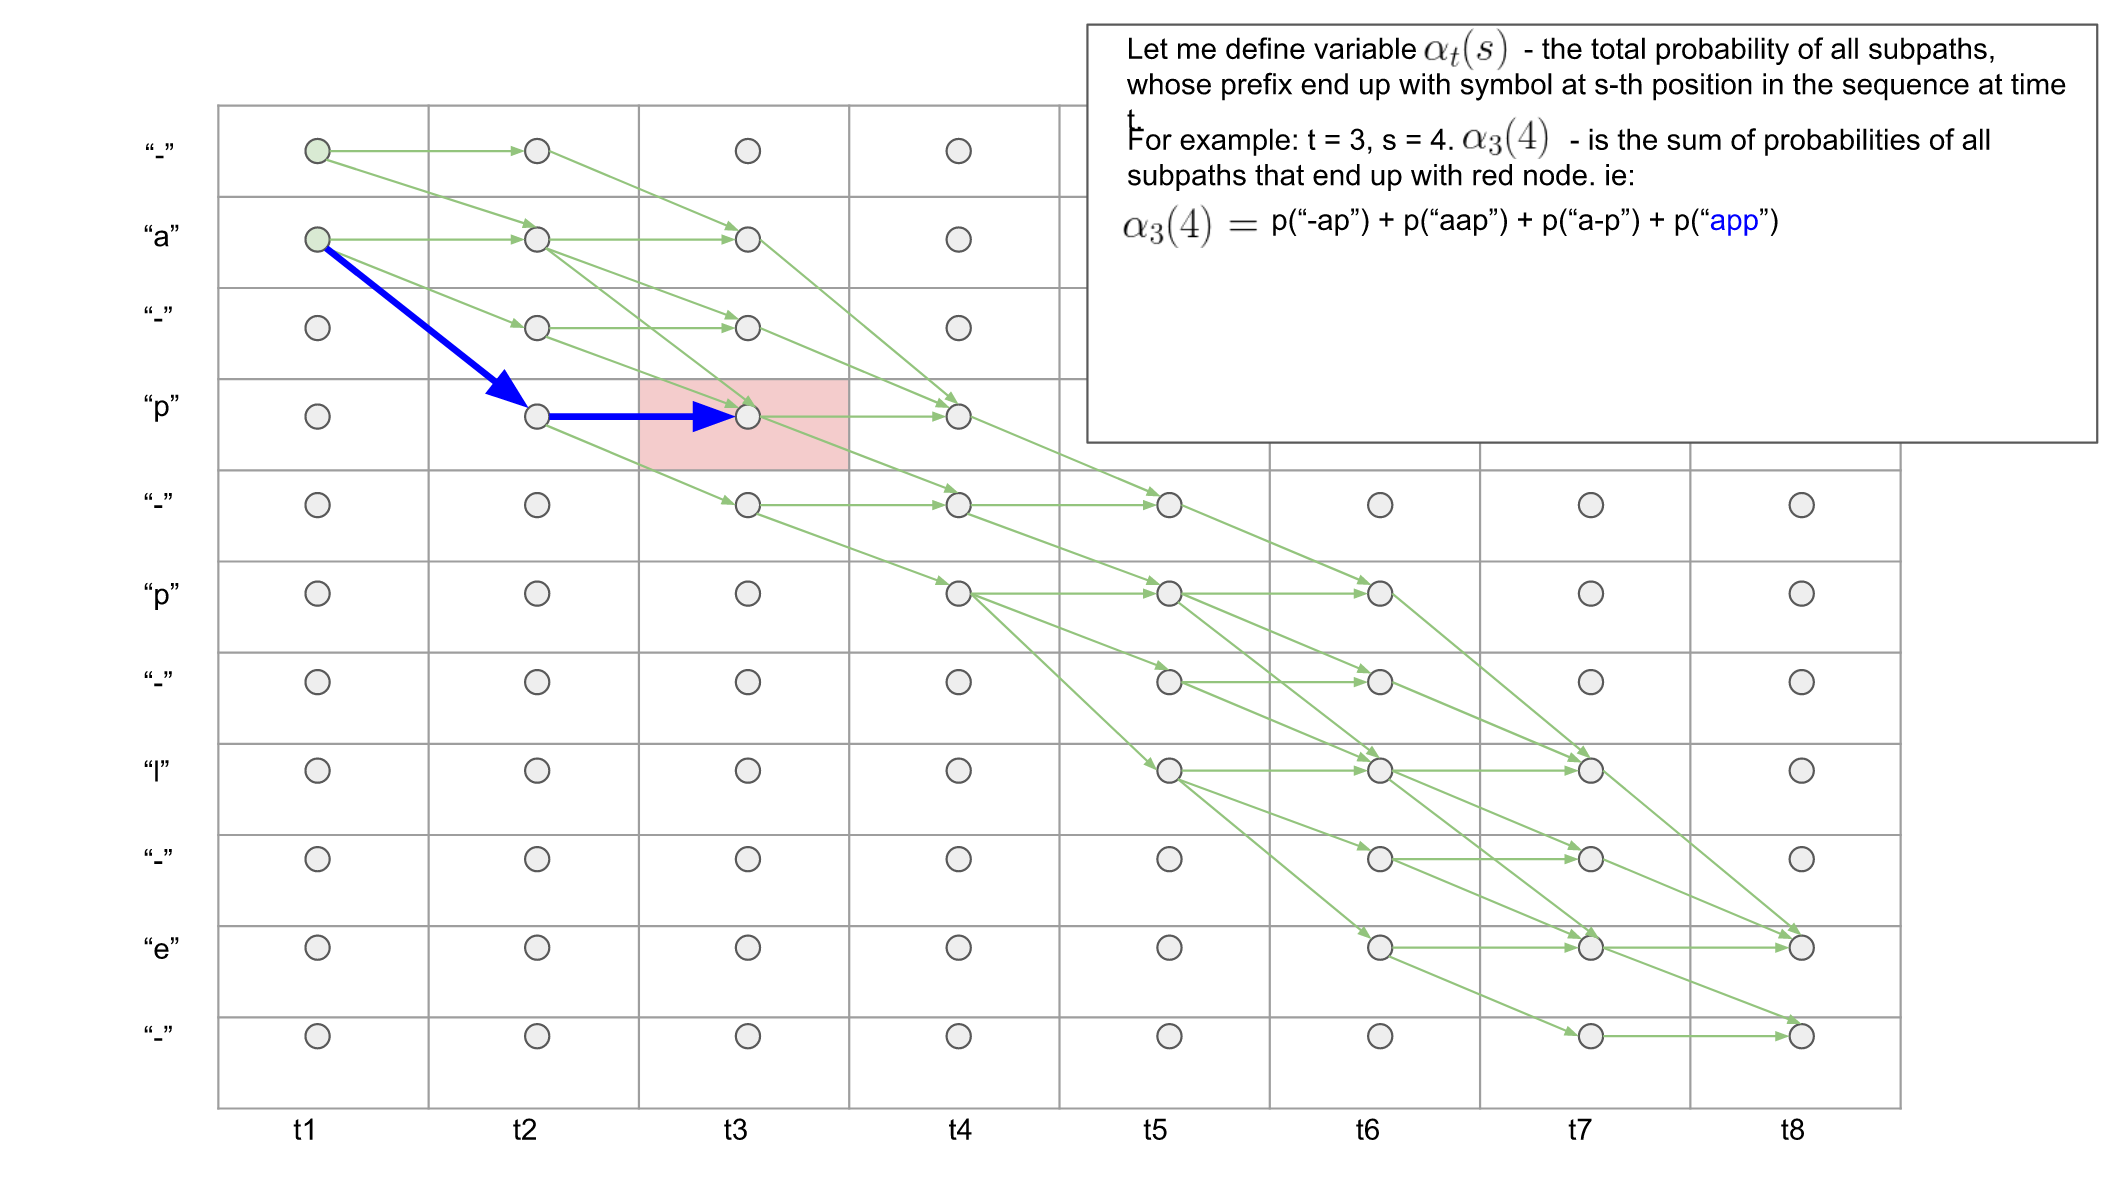 Let me define variable αₜ(s) - the total probability of all subpaths,
whose prefix end up with symbol at s-th position in the sequence at time
t.
For example: t = 3, s = 4. α₃(4) - is the sum of probabilities of all
subpaths that end up with red node. ie:
α₃(4) = p(“-ap”) + p(“aap”) + p(“a-p”) + p(“app”)
“-”
“a”
“-”
“p”
“-”
“p”
“-”
“l”
“-”
“e”
“-”
t1 t2 t3 t4 t5 t6 t7 t8